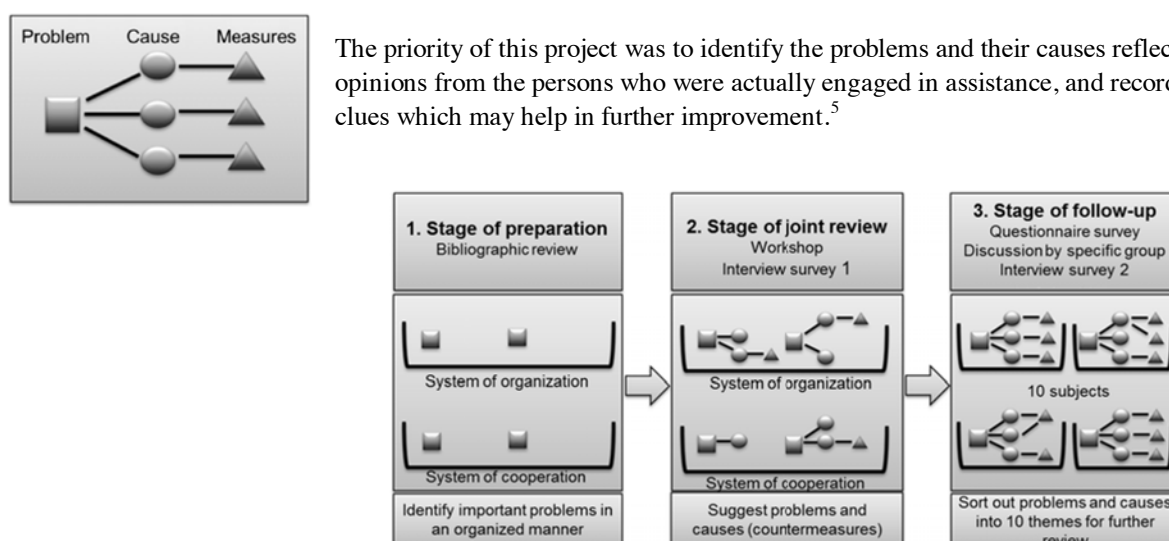 Problem Cause Measures
The priority of this project was to identify the problems and their causes reflec
opinions from the persons who were actually engaged in assistance, and record
clues which may help in further improvement.5
1. Stage of preparation
Bibliographic review
System of organization
System of cooperation
Identify important problems in
an organized manner
2. Stage of joint review
Workshop
Interview survey 1
System of organization
System of cooperation
Suggest problems and
causes (countermeasures)
3. Stage of follow-up
Questionnaire survey
Discussion by specific group
Interview survey 2
10 subjects
Sort out problems and causes
into 10 themes for further
review